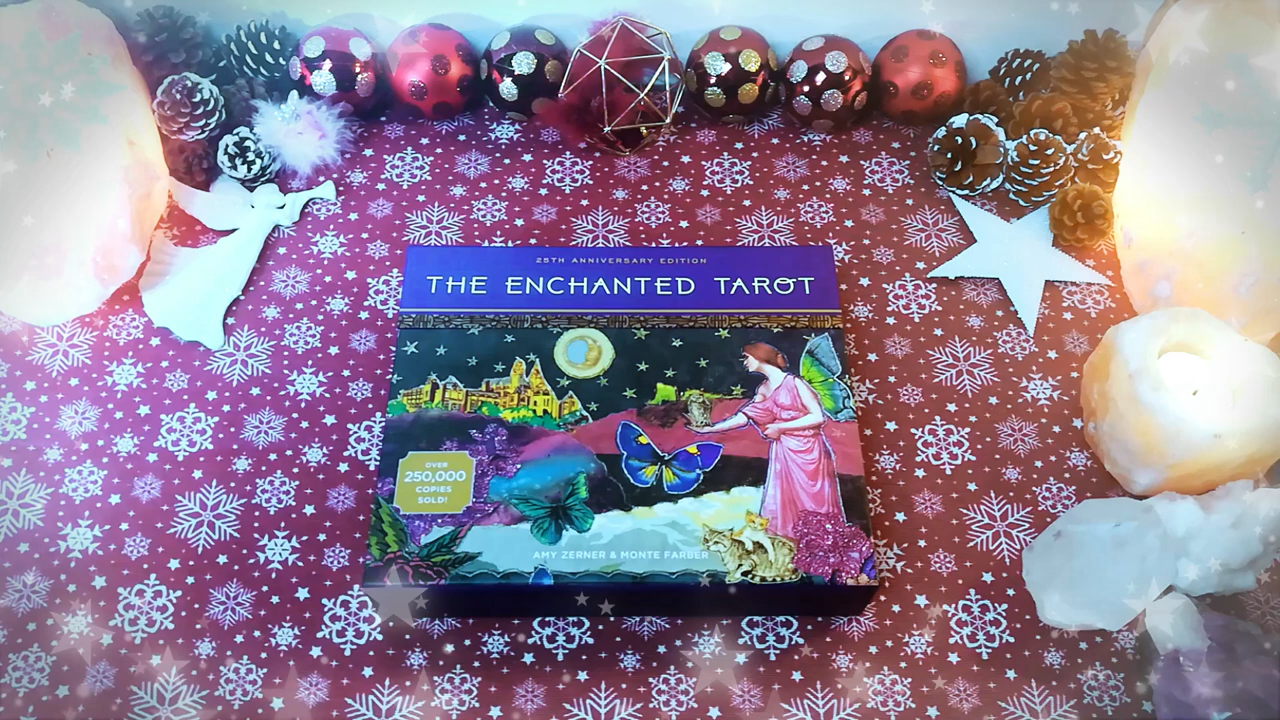 25TH ANNIVERSARY EDITION
THE ENCHANTED TAROT
OVER
250,000
COPIES
SOLD!
AMY ZERNER & MONTE FARBER